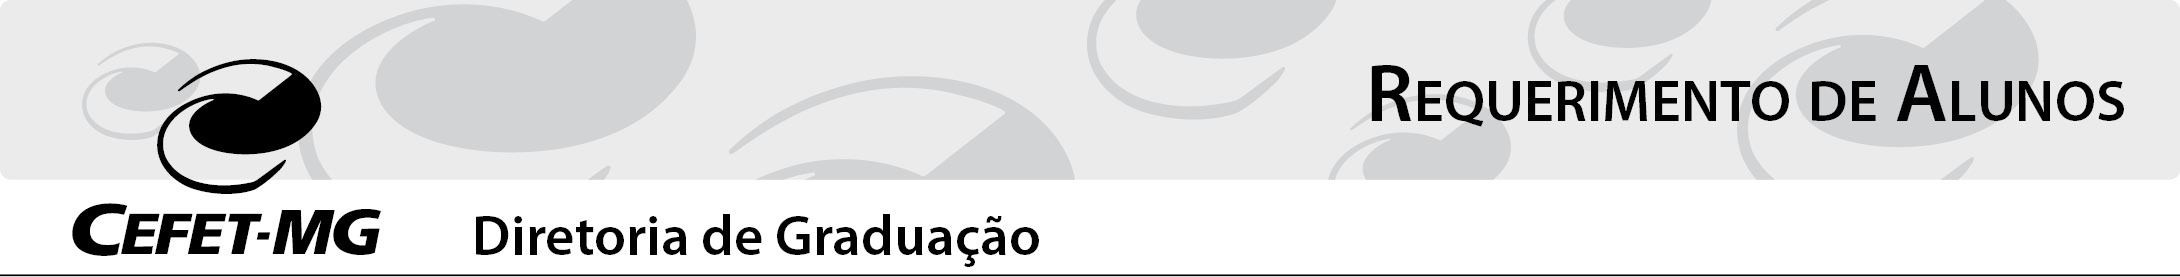 REQUERIMENTO DE ALUNOS
CEFET-MG
Diretoria de Graduação